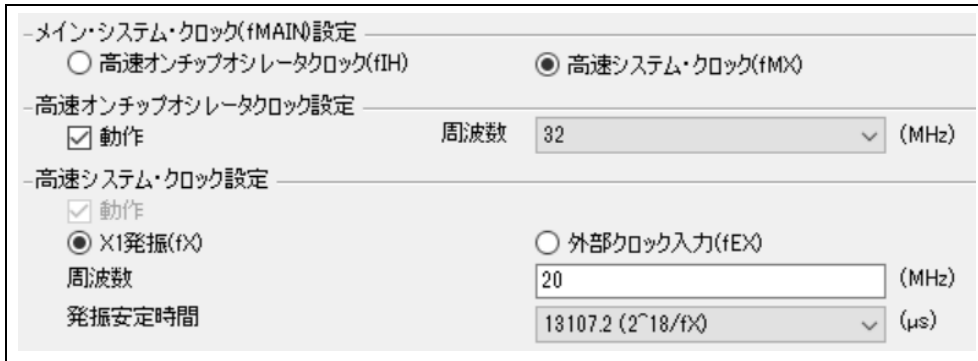 メイン・システム・クロック(fMAIN)設定
高速オンチップオシレータクロック(fIH) 高速システム・クロック(fMX)
高速オンチップオシレータクロック設定
動作 周波数 32 (MHz)
高速システム・クロック設定
動作
X1発振(fX) 外部クロック入力(fEX)
周波数 20 (MHz)
発振安定時間 13107.2 (2^18/fX) (μs)